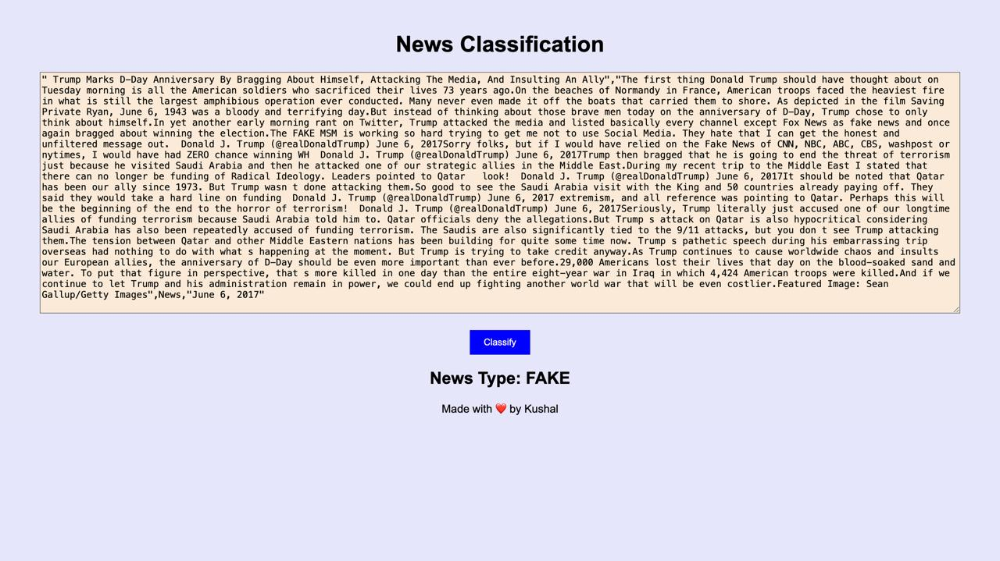 News Classification
" Trump Marks D-Day Anniversary By Bragging About Himself, Attacking The Media, And Insulting An Ally","The first thing Donald Trump should have thought about on
Tuesday morning is all the American soldiers who sacrificed their lives 73 years ago.On the beaches of Normandy in France, American troops faced the heaviest fire
in what is still the largest amphibious operation ever conducted. Many never even made it off the boats that carried them to shore. As depicted in the film Saving
Private Ryan, June 6, 1943 was a bloody and terrifying day.But instead of thinking about those brave men today on the anniversary of D-Day, Trump chose to only
think about himself.In yet another early morning rant on Twitter, Trump attacked the media and listed basically every channel except Fox News as fake news and once
again bragged about winning the election.The FAKE MSM is working so hard trying to get me not to use Social Media. They hate that I can get the honest and
unfiltered message out.  Donald J. Trump (@realDonaldTrump) June 6, 2017Sorry folks, but if I would have relied on the Fake News of CNN, NBC, ABC, CBS, washpost or
nytimes, I would have had ZERO chance winning WH  Donald J. Trump (@realDonaldTrump) June 6, 2017Trump then bragged that he is going to end the threat of terrorism
just because he visited Saudi Arabia and then he attacked one of our strategic allies in the Middle East.During my recent trip to the Middle East I stated that
there can no longer be funding of Radical Ideology. Leaders pointed to Qatar   look!  Donald J. Trump (@realDonaldTrump) June 6, 2017It should be noted that Qatar
has been our ally since 1973. But Trump wasn t done attacking them.So good to see the Saudi Arabia visit with the King and 50 countries already paying off. They
said they would take a hard line on funding  Donald J. Trump (@realDonaldTrump) June 6, 2017 extremism, and all reference was pointing to Qatar. Perhaps this will
be the beginning of the end to the horror of terrorism!  Donald J. Trump (@realDonaldTrump) June 6, 2017Seriously, Trump literally just accused one of our longtime
allies of funding terrorism because Saudi Arabia told him to. Qatar officials deny the allegations.But Trump s attack on Qatar is also hypocritical considering
Saudi Arabia has also been repeatedly accused of funding terrorism. The Saudis are also significantly tied to the 9/11 attacks, but you don t see Trump attacking
them.The tension between Qatar and other Middle Eastern nations has been building for quite some time now. Trump s pathetic speech during his embarrassing trip
overseas had nothing to do with what s happening at the moment. But Trump is trying to take credit anyway.As Trump continues to cause worldwide chaos and insults
our European allies, the anniversary of D-Day should be even more important than ever before.29,000 Americans lost their lives that day on the blood-soaked sand and
water. To put that figure in perspective, that s more killed in one day than the entire eight-year war in Iraq in which 4,424 American troops were killed.And if we
continue to let Trump and his administration remain in power, we could end up fighting another world war that will be even costlier.Featured Image: Sean
Gallup/Getty Images",News,"June 6, 2017"
Classify
News Type: FAKE
Made with ❤️ by Kushal